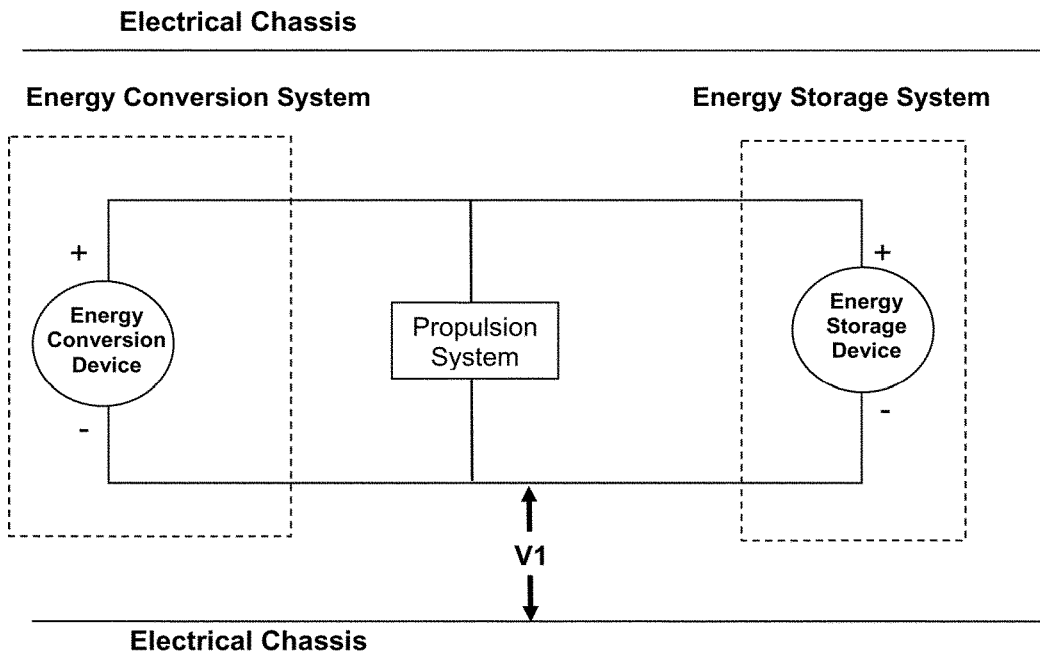 Electrical Chassis
Energy Conversion System
Energy Storage System
+
+
Energy
Conversion
Device
Propulsion
System
Energy
Storage
Device
-
-
V1
Electrical Chassis